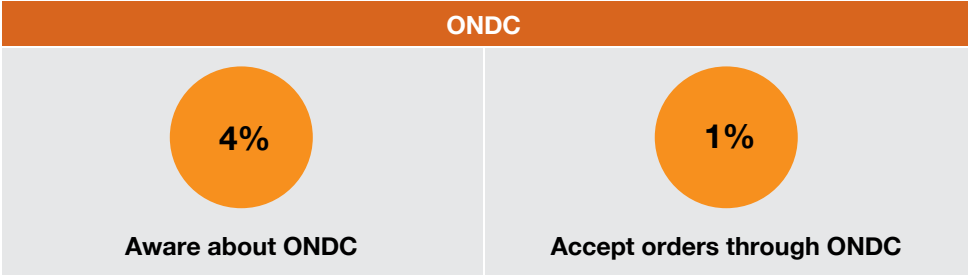 ONDC
4%
1%
Aware about ONDC
Accept orders through ONDC